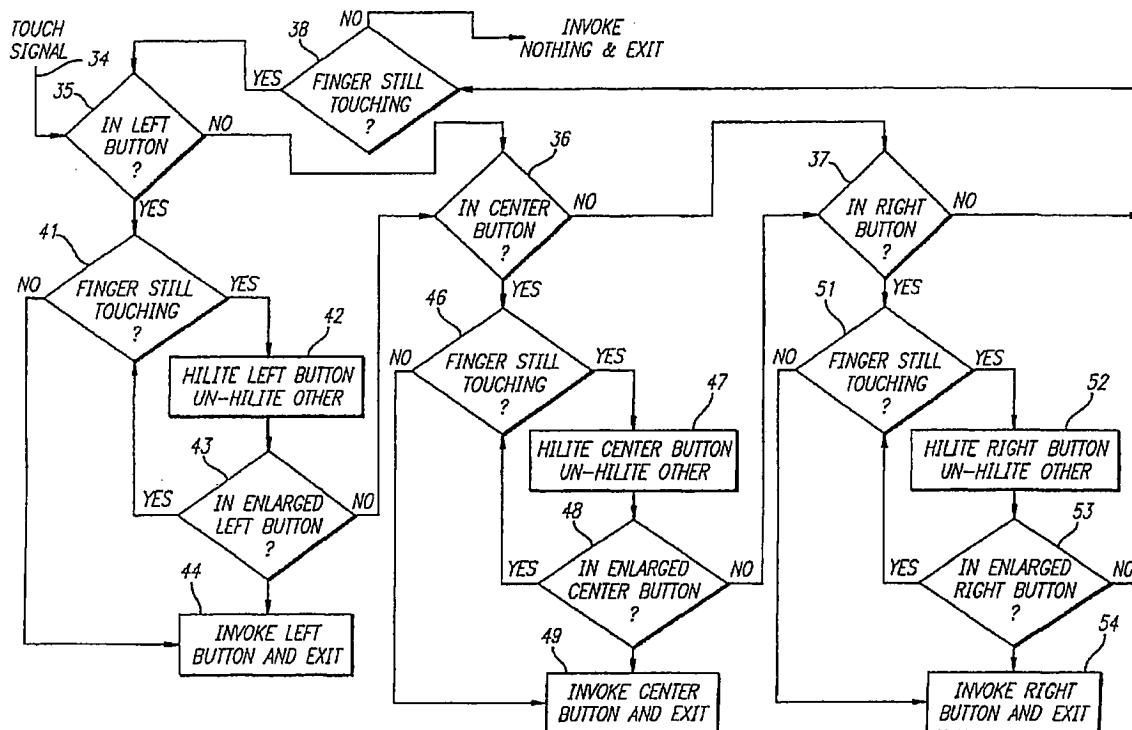 TOUCH
SIGNAL
34
35
IN LEFT
BUTTON
?
NO
YES
38
NO
INVOKE
NOTHING & EXIT
YES
FINGER STILL
TOUCHING
?
36
IN CENTER
BUTTON
?
NO
YES
37
IN RIGHT
BUTTON
?
NO
YES
41
NO
FINGER STILL
TOUCHING
?
YES
42
HILITE LEFT BUTTON
UN-HILITE OTHER
43
YES
IN ENLARGED
LEFT BUTTON
?
NO
44
INVOKE LEFT
BUTTON AND EXIT
46
NO
FINGER STILL
TOUCHING
?
YES
47
HILITE CENTER BUTTON
UN-HILITE OTHER
48
YES
IN ENLARGED
CENTER BUTTON
?
NO
49
INVOKE CENTER
BUTTON AND EXIT
51
NO
FINGER STILL
TOUCHING
?
YES
52
HILITE RIGHT BUTTON
UN-HILITE OTHER
53
YES
IN ENLARGED
RIGHT BUTTON
?
NO
54
INVOKE RIGHT
BUTTON AND EXIT